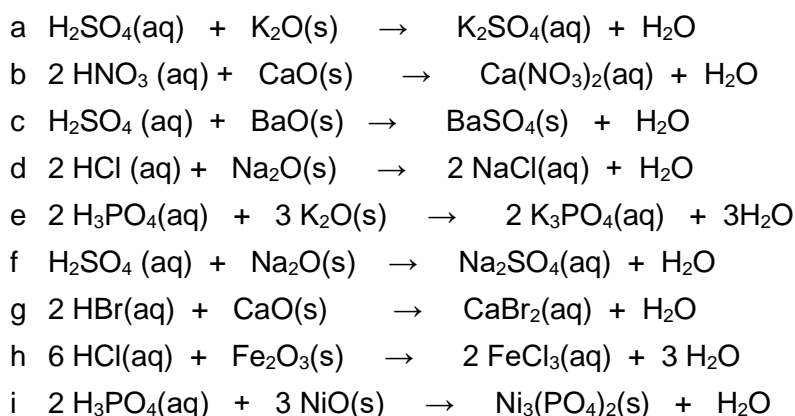 a H₂SO₄(aq) + K₂O(s) → K₂SO₄(aq) + H₂O
b 2 HNO₃ (aq) + CaO(s) → Ca(NO₃)₂(aq) + H₂O
c H₂SO₄ (aq) + BaO(s) → BaSO₄(s) + H₂O
d 2 HCl (aq) + Na₂O(s) → 2 NaCl(aq) + H₂O
e 2 H₃PO₄(aq) + 3 K₂O(s) → 2 K₃PO₄(aq) + 3H₂O
f H₂SO₄ (aq) + Na₂O(s) → Na₂SO₄(aq) + H₂O
g 2 HBr(aq) + CaO(s) → CaBr₂(aq) + H₂O
h 6 HCl(aq) + Fe₂O₃(s) → 2 FeCl₃(aq) + 3 H₂O
i 2 H₃PO₄(aq) + 3 NiO(s) → Ni₃(PO₄)₂(s) + H₂O